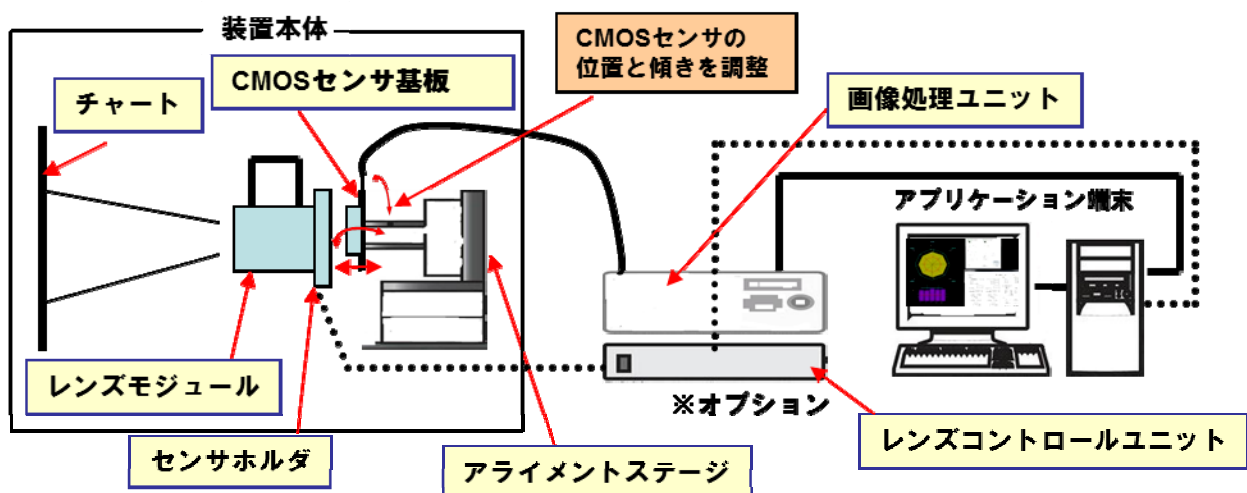 装置本体
CMOSセンサの
位置と傾きを調整
CMOSセンサ基板
チャート
画像処理ユニット
アプリケーション端末
レンズモジュール
※オプション
センサホルダ
アライメントステージ
レンズコントロールユニット